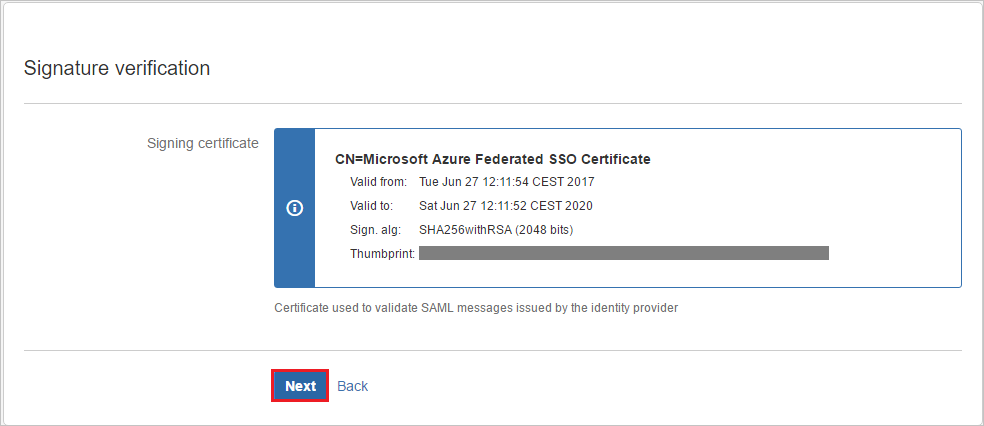 Signature verification
Signing certificate
CN=Microsoft Azure Federated SSO Certificate
Valid from: Tue Jun 27 12:11:54 CEST 2017
Valid to: Sat Jun 27 12:11:52 CEST 2020
Sign. alg: SHA256withRSA (2048 bits)
Thumbprint:
Certificate used to validate SAML messages issued by the identity provider
Next Back